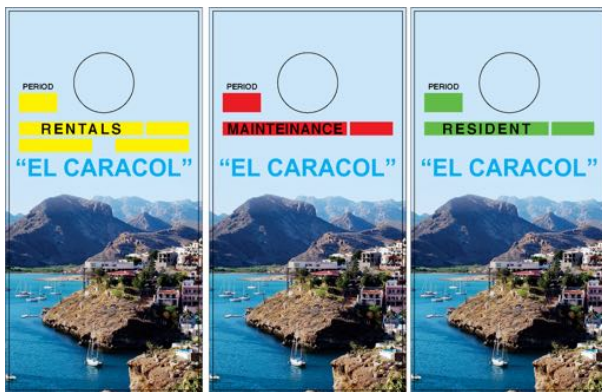 PERIOD
RENTALS
“EL CARACOL”
PERIOD
MAINTEINANCE
“EL CARACOL”
PERIOD
RESIDENT
“EL CARACOL”